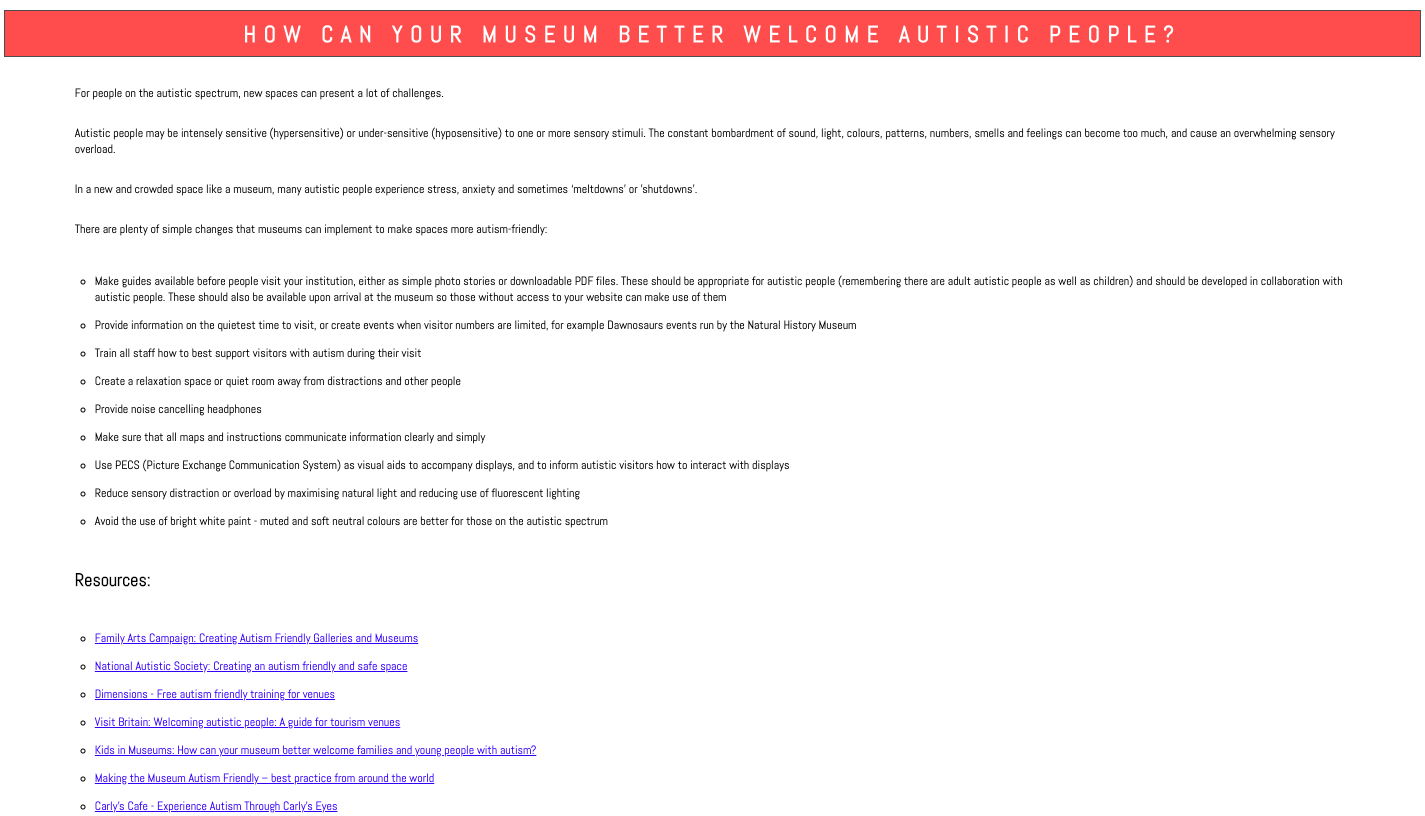 HOW CAN YOUR MUSEUM BETTER WELCOME AUTISTIC PEOPLE?
For people on the autistic spectrum, new spaces can present a lot of challenges.
Autistic people may be intensely sensitive (hypersensitive) or under-sensitive (hyposensitive) to one or more sensory stimuli. The constant bombardment of sound, light, colours, patterns, numbers, smells and feelings can become too much, and cause an overwhelming sensory
overload.
In a new and crowded space like a museum, many autistic people experience stress, anxiety and sometimes ‘meltdowns’ or ’shutdowns’.
There are plenty of simple changes that museums can implement to make spaces more autism-friendly:
Make guides available before people visit your institution, either as simple photo stories or downloadable PDF files. These should be appropriate for autistic people (remembering there are adult autistic people as well as children) and should be developed in collaboration with
autistic people. These should also be available upon arrival at the museum so those without access to your website can make use of them
Provide information on the quietest time to visit, or create events when visitor numbers are limited, for example Dawnosaurs events run by the Natural History Museum
Train all staff how to best support visitors with autism during their visit
Create a relaxation space or quiet room away from distractions and other people
Provide noise cancelling headphones
Make sure that all maps and instructions communicate information clearly and simply
Use PECS (Picture Exchange Communication System) as visual aids to accompany displays, and to inform autistic visitors how to interact with displays
Reduce sensory distraction or overload by maximising natural light and reducing use of fluorescent lighting
Avoid the use of bright white paint - muted and soft neutral colours are better for those on the autistic spectrum
Resources:
Family Arts Campaign: Creating Autism Friendly Galleries and Museums
National Autistic Society: Creating an autism friendly and safe space
Dimensions - Free autism friendly training for venues
Visit Britain: Welcoming autistic people: A guide for tourism venues
Kids in Museums: How can your museum better welcome families and young people with autism?
Making the Museum Autism Friendly – best practice from around the world
Carly's Cafe - Experience Autism Through Carly's Eyes